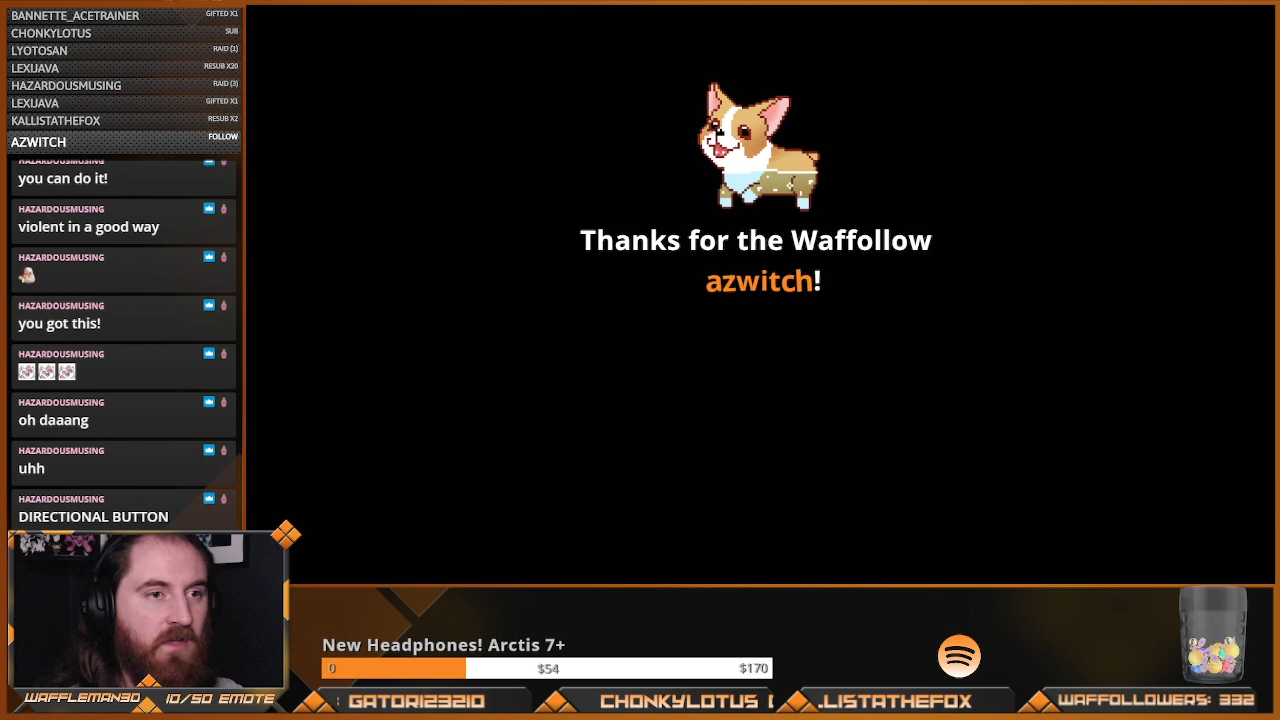 BANNETTE_ACETRAINER GIFTED X1
CHONKYLOTUS SUB
LYOTOSAN RAID (1)
LEXIJAVA RESUB X20
HAZARDOUSMUSING RAID (3)
LEXIJAVA GIFTED X1
KALLISTATHEFOX RESUB X2
AZWITCH FOLLOW
HAZARDOUSMUSING
you can do it!
HAZARDOUSMUSING
violent in a good way
HAZARDOUSMUSING
HAZARDOUSMUSING
you got this!
HAZARDOUSMUSING
HAZARDOUSMUSING
oh daaang
HAZARDOUSMUSING
uhh
HAZARDOUSMUSING
DIRECTIONAL BUTTON
Thanks for the Waffollow
azwitch!
New Headphones! Arctis 7+
0 $54 $170
WAFFLEMAN30 10/50 EMOTE
: GATOR123210 CHONKYLOTUS ( .LISTATHEFOX WAFFOLLOWERS: 332